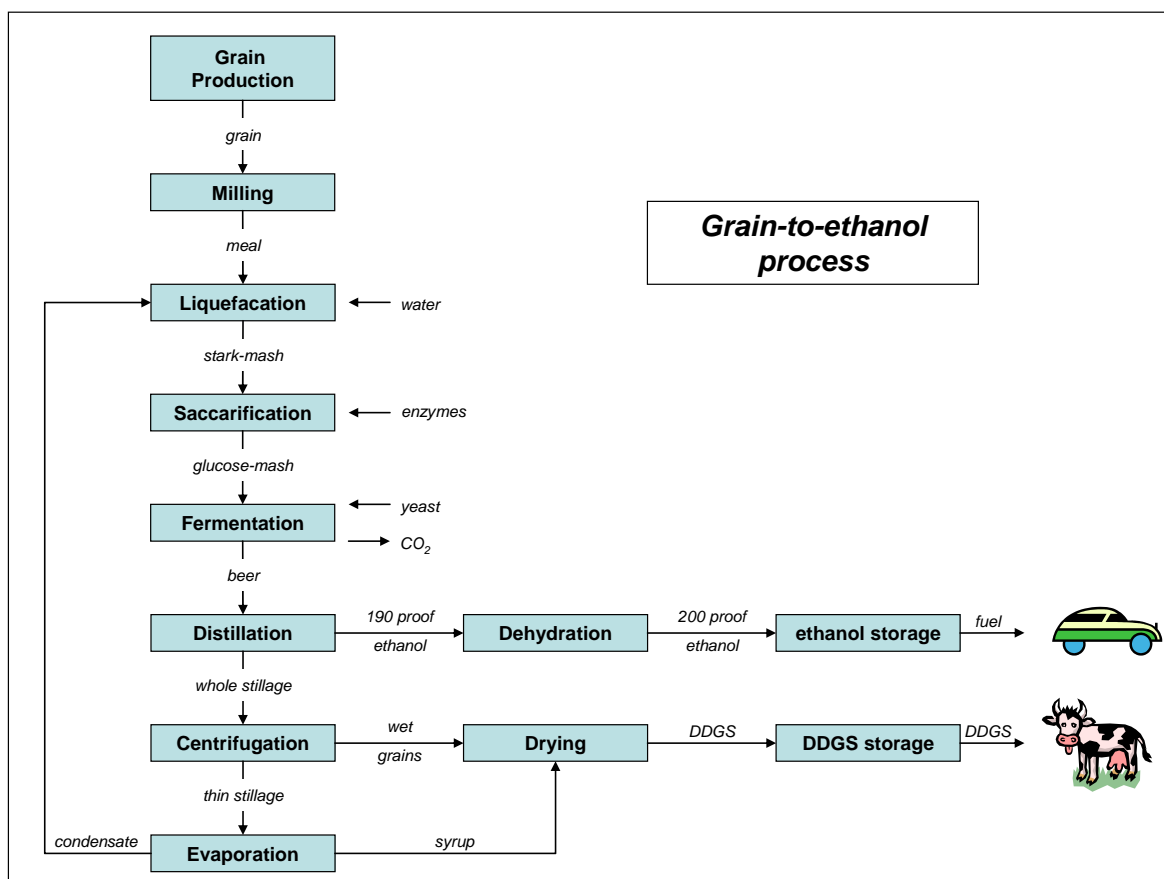 Grain
Production
grain
Milling
Grain-to-ethanol
process
meal
Liquefacation
water
stark-mash
Saccarification
enzymes
glucose-mash
yeast
Fermentation
CO₂
beer
Distillation
190 proof
ethanol
Dehydration
200 proof
ethanol
ethanol storage
fuel
whole stillage
Centrifugation
wet
grains
Drying
DDGS
DDGS storage
DDGS
thin stillage
condensate
Evaporation
syrup